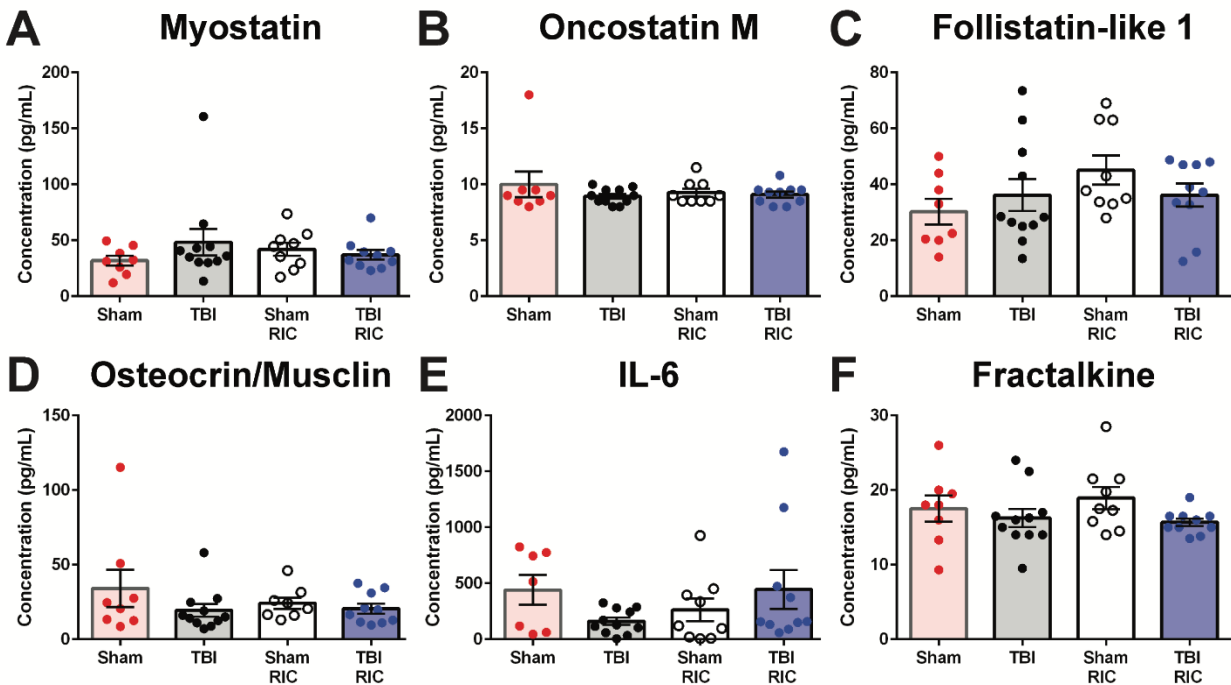 A Myostatin
Concentration (pg/mL)
200
150
100
50
0
Sham
TBI
Sham
RIC
TBI
RIC
B Oncostatin M
Concentration (pg/mL)
20
15
10
5
0
Sham
TBI
Sham
RIC
TBI
RIC
C Follistatin-like 1
Concentration (pg/mL)
80
60
40
20
0
Sham
TBI
Sham
RIC
TBI
RIC
D Osteocrin/Musclin
Concentration (pg/mL)
150
100
50
0
Sham
TBI
Sham
RIC
TBI
RIC
E IL-6
Concentration (pg/mL)
2000
1500
1000
500
0
Sham
TBI
Sham
RIC
TBI
RIC
F Fractalkine
Concentration (pg/mL)
30
20
10
0
Sham
TBI
Sham
RIC
TBI
RIC